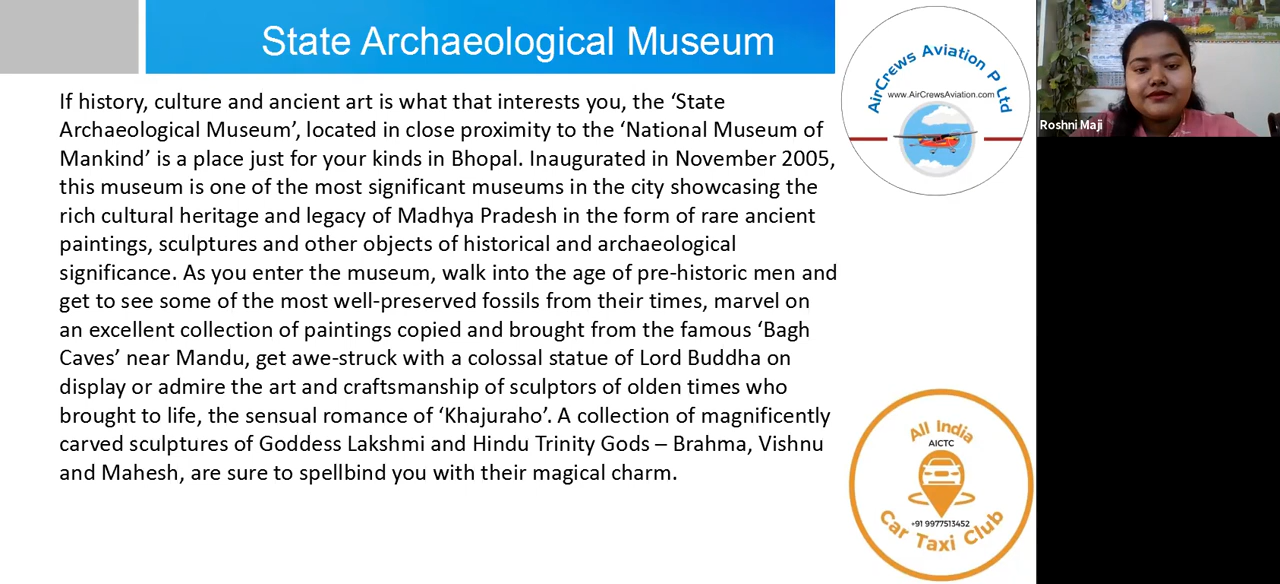 State Archaeological Museum
If history, culture and ancient art is what that interests you, the ‘State
Archaeological Museum’, located in close proximity to the ‘National Museum of
Mankind’ is a place just for your kinds in Bhopal. Inaugurated in November 2005,
this museum is one of the most significant museums in the city showcasing the
rich cultural heritage and legacy of Madhya Pradesh in the form of rare ancient
paintings, sculptures and other objects of historical and archaeological
significance. As you enter the museum, walk into the age of pre-historic men and
get to see some of the most well-preserved fossils from their times, marvel on
an excellent collection of paintings copied and brought from the famous ‘Bagh
Caves’ near Mandu, get awe-struck with a colossal statue of Lord Buddha on
display or admire the art and craftsmanship of sculptors of olden times who
brought to life, the sensual romance of ‘Khajuraho’. A collection of magnificently
carved sculptures of Goddess Lakshmi and Hindu Trinity Gods – Brahma, Vishnu
and Mahesh, are sure to spellbind you with their magical charm.
AirCrews Aviation P Ltd
www.AirCrewsAviation.com
All India
AICTC
+91 9977513452
Car Taxi Club
Roshni Maji